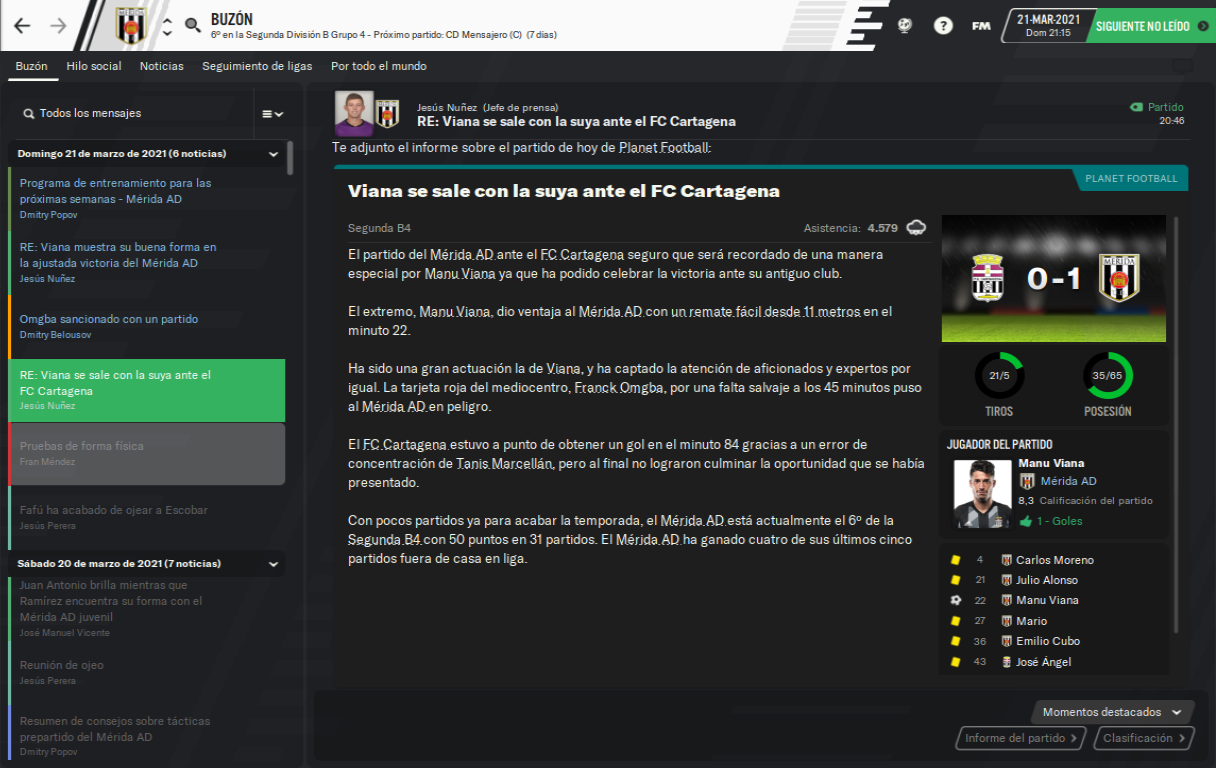 BUZÓN
6º en la Segunda División B Grupo 4 - Próximo partido: CD Mensajero (C) (7 dias)
?
FM
21-MAR-2021
Dom 21:15
SIGUIENTE NO LEÍDO
Buzón
Hilo social
Noticias
Seguimiento de ligas
Por todo el mundo
Todos los mensajes
Domingo 21 de marzo de 2021 (6 noticias)
Programa de entrenamiento para las
próximas semanas - Mérida AD
Dmitry Popov
RE: Viana muestra su buena forma en
la ajustada victoria del Mérida AD
Jesús Nuñez
Omgba sancionado con un partido
Dmitry Belousov
RE: Viana se sale con la suya ante el
FC Cartagena
Jesús Nuñez
Pruebas de forma física
Fran Méndez
Fafú ha acabado de ojear a Escobar
Jesús Perera
Sábado 20 de marzo de 2021 (7 noticias)
Juan Antonio brilla mientras que
Ramírez encuentra su forma con el
Mérida AD juvenil
José Manuel Vicente
Reunión de ojeo
Jesús Perera
Resumen de consejos sobre tácticas
prepartido del Mérida AD
Dmitry Popov
Jesús Nuñez (Jefe de prensa)
RE: Viana se sale con la suya ante el FC Cartagena
Partido
20:46
Te adjunto el informe sobre el partido de hoy de Planet Football:
PLANET FOOTBALL
Viana se sale con la suya ante el FC Cartagena
Segunda B4
Asistencia: 4.579
El partido del Mérida AD ante el FC Cartagena seguro que será recordado de una manera
especial por Manu Viana ya que ha podido celebrar la victoria ante su antiguo club.
El extremo, Manu Viana, dio ventaja al Mérida AD con un remate fácil desde 11 metros en el
minuto 22.
Ha sido una gran actuación la de Viana, y ha captado la atención de aficionados y expertos por
igual. La tarjeta roja del mediocentro, Franck Omgba, por una falta salvaje a los 45 minutos puso
al Mérida AD en peligro.
El FC Cartagena estuvo a punto de obtener un gol en el minuto 84 gracias a un error de
concentración de Tanis Marcellán, pero al final no lograron culminar la oportunidad que se había
presentado.
Con pocos partidos ya para acabar la temporada, el Mérida AD está actualmente el 6º de la
Segunda B4 con 50 puntos en 31 partidos. El Mérida AD ha ganado cuatro de sus últimos cinco
partidos fuera de casa en liga.
0 - 1
MÉRIDA
21/5
TIROS
35/65
POSESIÓN
JUGADOR DEL PARTIDO
Manu Viana
Mérida AD
8,3 Calificación del partido
1 - Goles
4 Carlos Moreno
21 Julio Alonso
22 Manu Viana
27 Mario
36 Emilio Cubo
43 José Ángel
Momentos destacados
Informe del partido
Clasificación